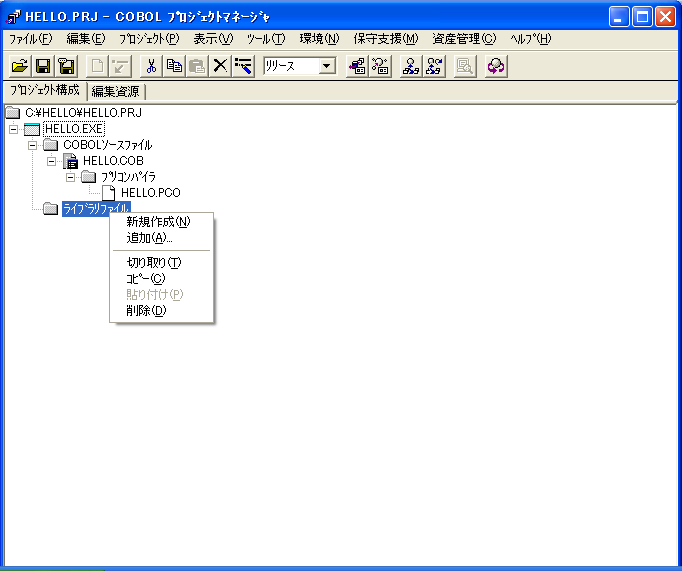 HELLO.PRJ - COBOL ﾌﾟﾛｼﾞｪｸﾄﾏﾈｰｼﾞｬ
ﾌｧｲﾙ(F) 編集(E) ﾌﾟﾛｼﾞｪｸﾄ(P) 表示(V) ﾂｰﾙ(T) 環境(N) 保守支援(M) 資産管理(C) ﾍﾙﾌﾟ(H)
ﾘﾘｰｽ
ﾌﾟﾛｼﾞｪｸﾄ構成 編集資源
C:¥HELLO¥HELLO.PRJ
HELLO.EXE
COBOLｿｰｽﾌｧｲﾙ
HELLO.COB
ﾌﾟﾘｺﾝﾊﾟｲﾗ
HELLO.PCO
ﾗｲﾌﾞﾗﾘﾌｧｲﾙ
新規作成(N)
追加(A)...
切り取り(T)
ｺﾋﾟｰ(C)
貼り付け(P)
削除(D)